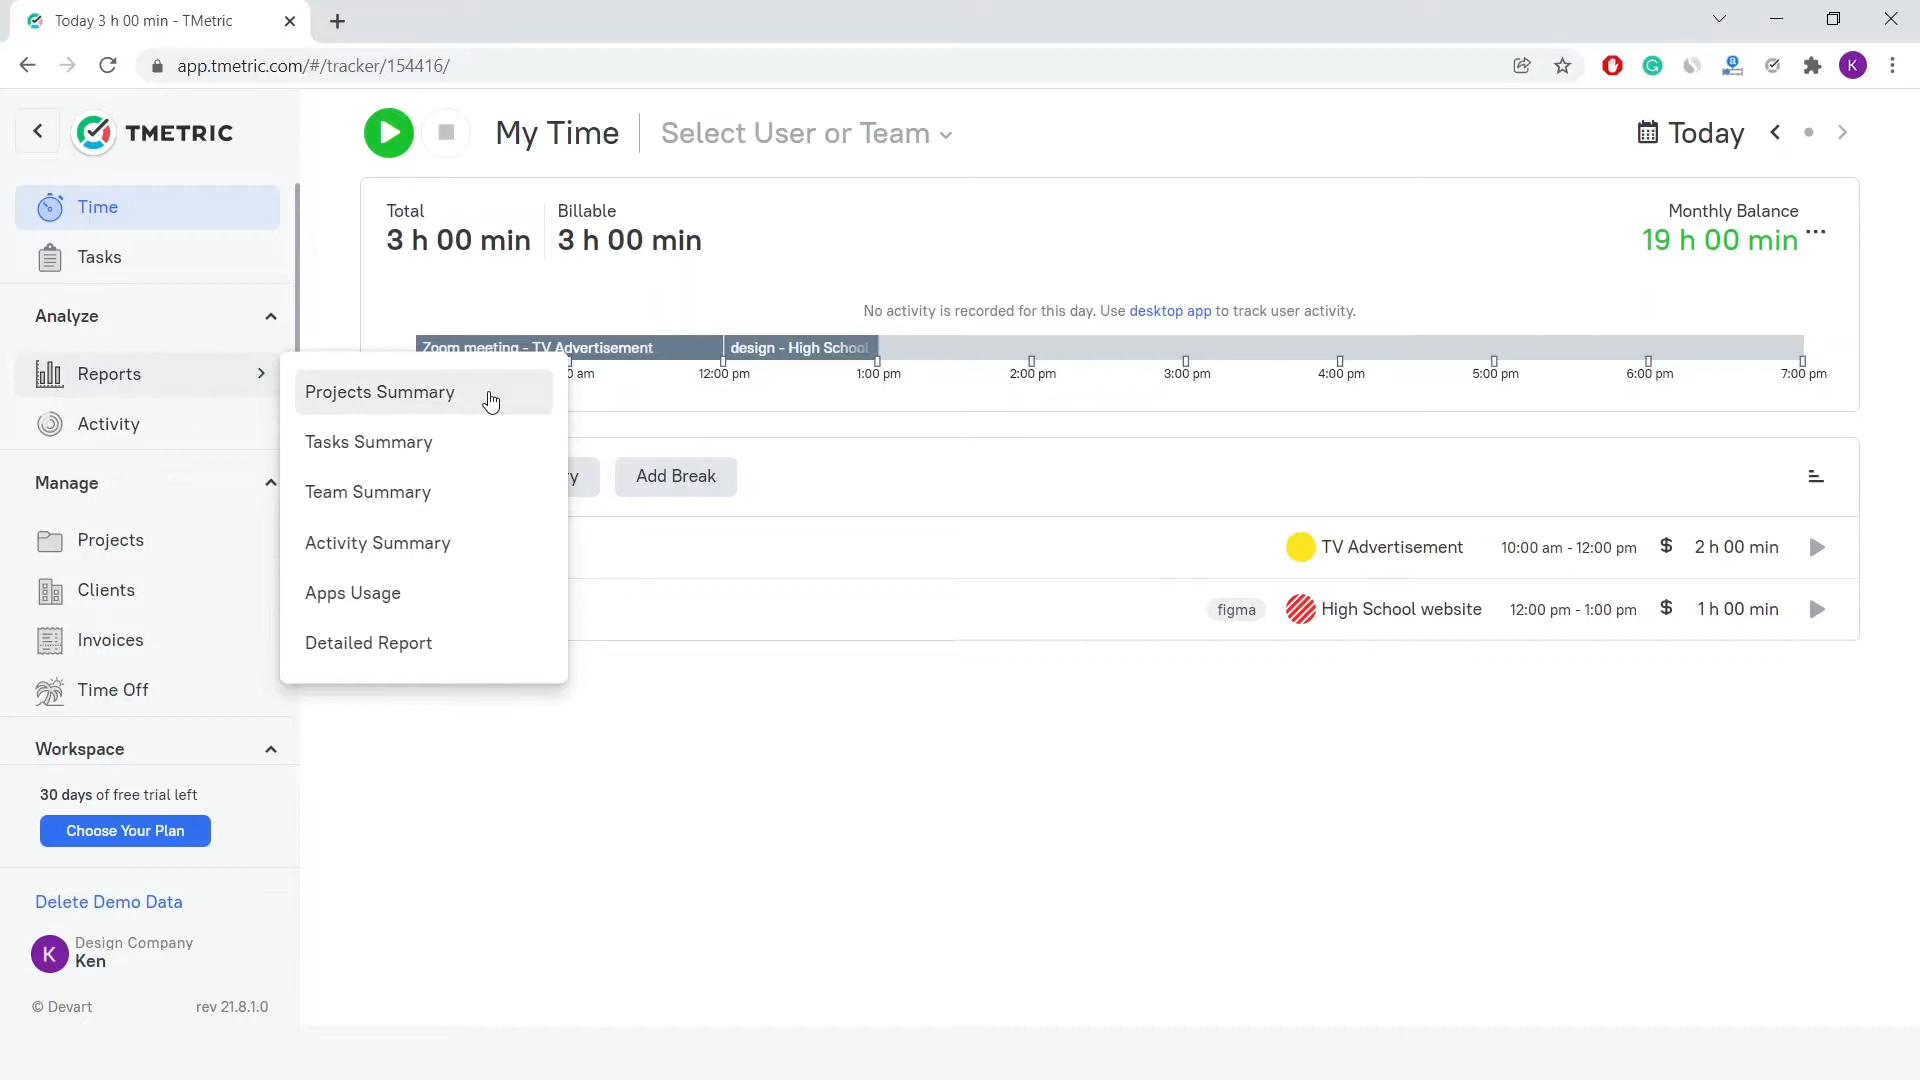 Today 3 h 00 min - TMetric
app.tmetric.com/#/tracker/154416/
K
TMETRIC
My Time
Select User or Team
Today
Time
Tasks
Analyze
Reports
Activity
Manage
Projects
Clients
Invoices
Time Off
Workspace
30 days of free trial left
Choose Your Plan
Delete Demo Data
K
Design Company
Ken
© Devart
rev 21.8.1.0
Projects Summary
Tasks Summary
Team Summary
Activity Summary
Apps Usage
Detailed Report
Total
3 h 00 min
Billable
3 h 00 min
Monthly Balance
19 h 00 min
No activity is recorded for this day. Use desktop app to track user activity.
Zoom meeting - TV Advertisement
design - High School
0 am
12:00 pm
1:00 pm
2:00 pm
3:00 pm
4:00 pm
5:00 pm
6:00 pm
7:00 pm
y
Add Break
TV Advertisement 10:00 am - 12:00 pm $ 2 h 00 min
figma High School website 12:00 pm - 1:00 pm $ 1 h 00 min